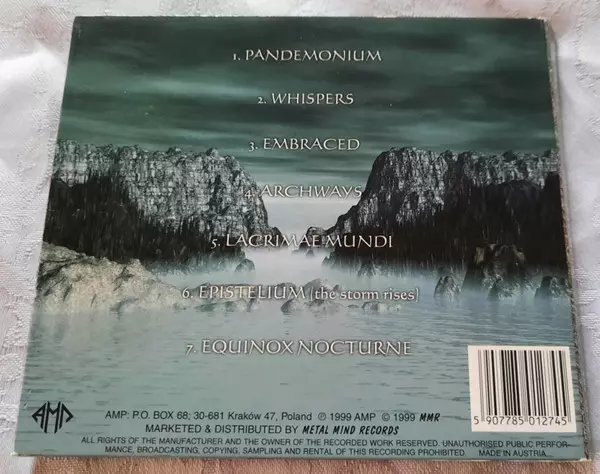 1. PANDEMONIUM
2. WHISPERS
3. EMBRACED
4. ARCHWAYS
5. LACRIMAE MUNDI
6. EPISTELIUM (the storm rises)
7. EQUINOX NOCTURNE
AMP
AMP: P.O. BOX 68; 30-681 Kraków 47, Poland ℗ 1999 AMP © 1999 MMR
MARKETED & DISTRIBUTED BY METAL MIND RECORDS
ALL RIGHTS OF THE MANUFACTURER AND THE OWNER OF THE RECORDED WORK RESERVED. UNAUTHORISED PUBLIC PERFOR-
MANCE, BROADCASTING, COPYING, SAMPLING AND RENTAL OF THIS RECORDING PROHIBITED. MADE IN AUSTRIA...
5 907785 012745